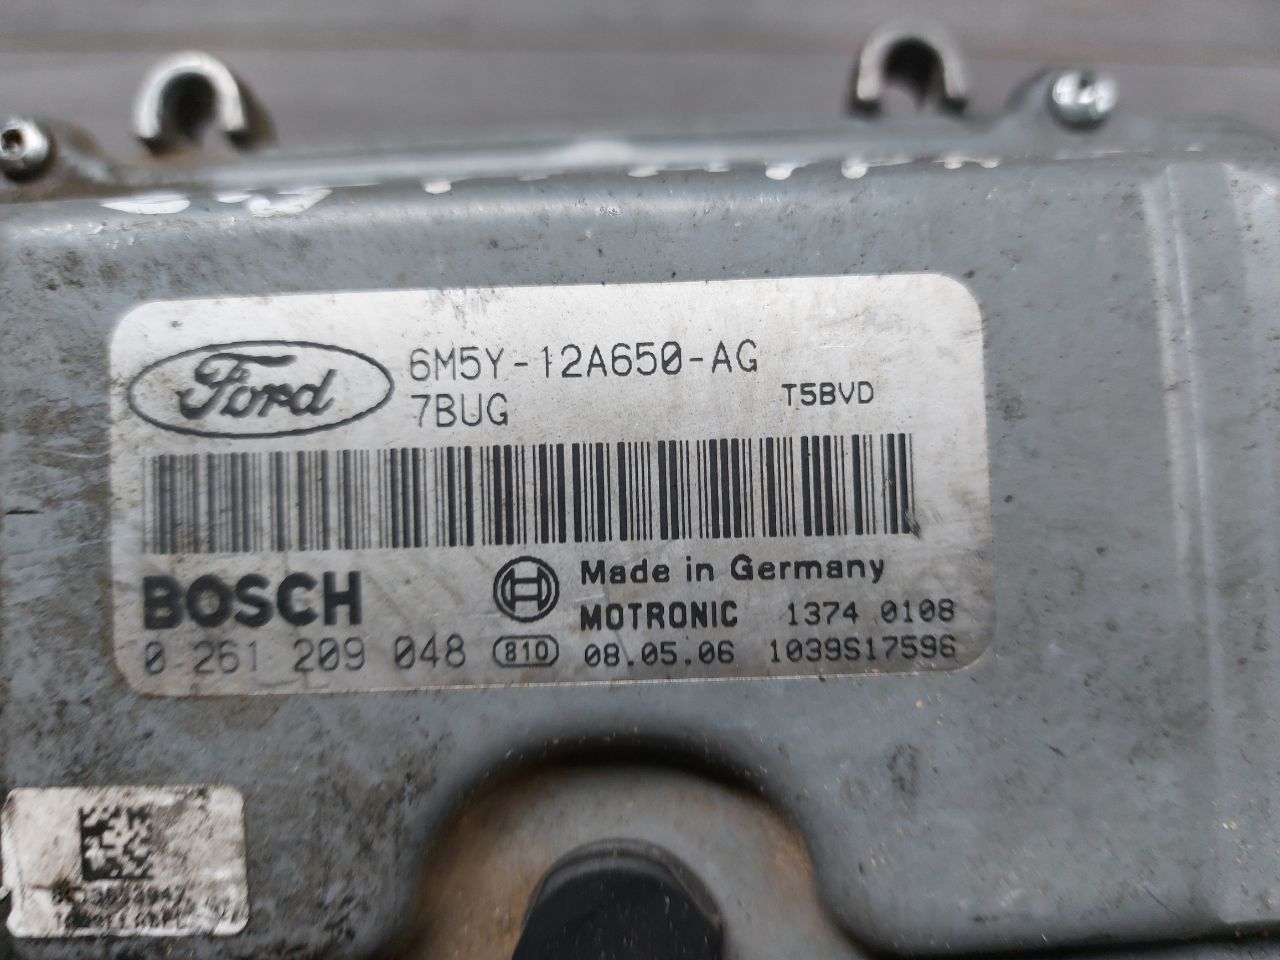 Ford
6M5Y-12A650-AG
7BUG
T5BVD
BOSCH
Made in Germany
MOTRONIC 1374 0108
0 261 209 048 810 08.05.06 1039S17596